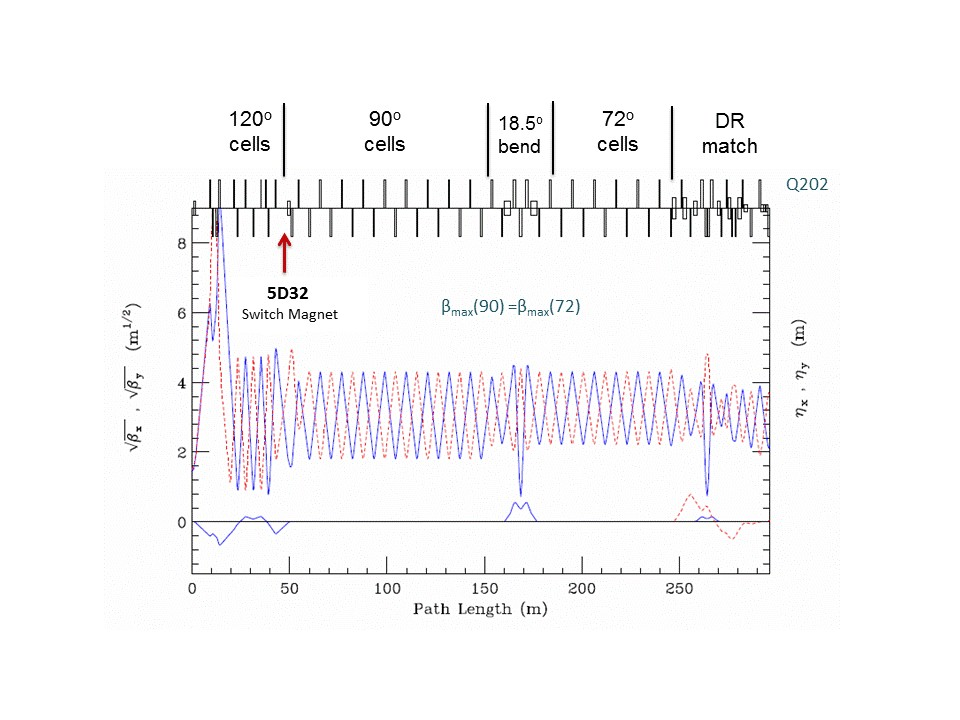 120º 90º 18.5º 72º DR
cells cells bend cells match
Q202
8
5D32
Switch Magnet
βmax(90) =βmax(72)
6
4
2
0
√βx , √βy (m1/2)
ηx , ηy (m)
0 50 100 150 200 250
Path Length (m)